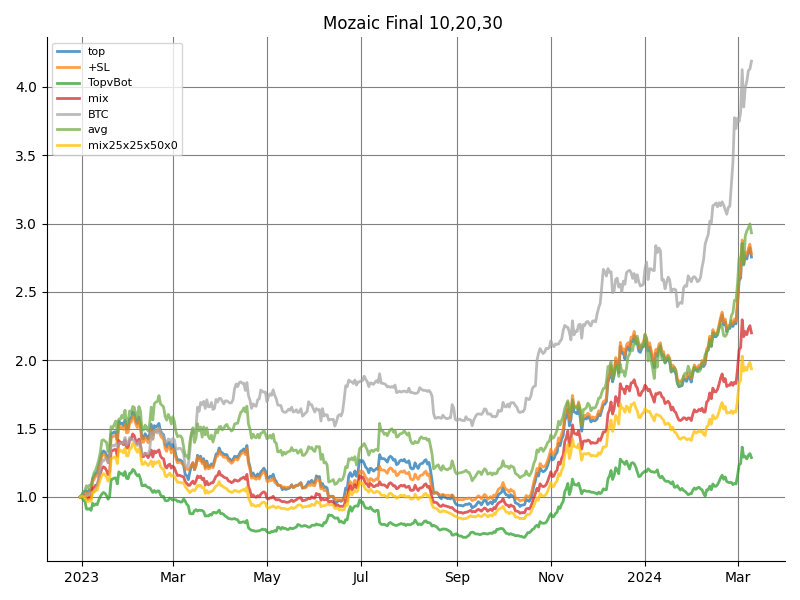 Mozaic Final 10,20,30
top
+SL
TopvBot
mix
BTC
avg
mix25x25x50x0
4.0
3.5
3.0
2.5
2.0
1.5
1.0
2023 Mar May Jul Sep Nov 2024 Mar